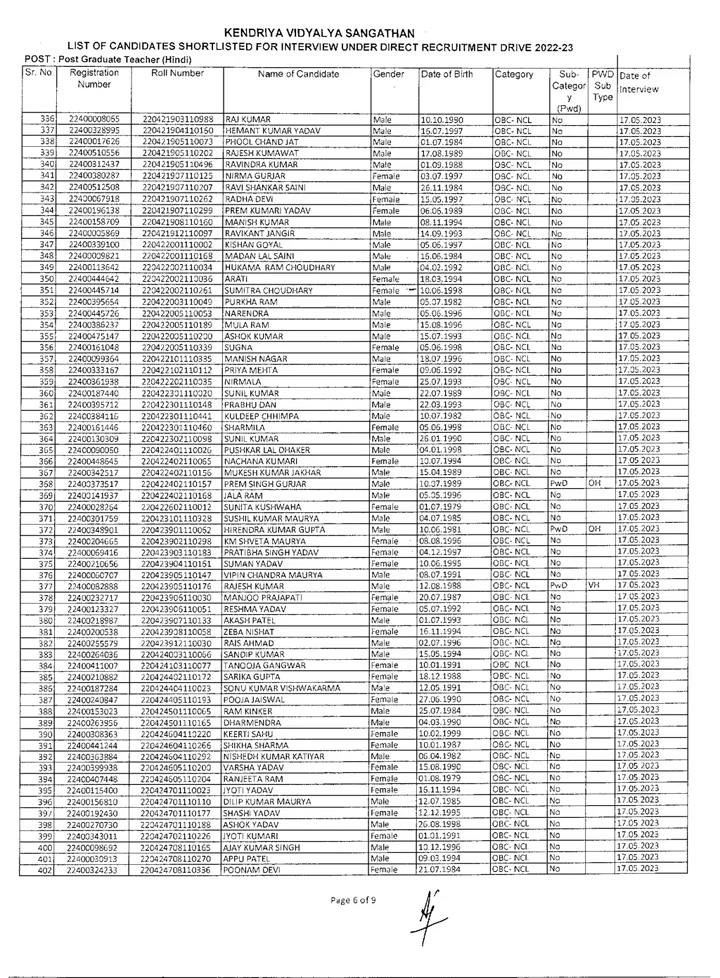 KENDRIYA VIDYALYA SANGATHAN
LIST OF CANDIDATES SHORTLISTED FOR INTERVIEW UNDER DIRECT RECRUITMENT DRIVE 2022-23
POST : Post Graduate Teacher (Hindi)
Sr. No. Registration Number Roll Number Name of Candidate Gender Date of Birth Category Sub-Category (Pwd) PWD Sub Type Date of Interview
336 22400008065 220421903110988 RAJ KUMAR Male 10.10.1990 OBC- NCL No 17.05.2023
337 22400328995 220421904110160 HEMANT KUMAR YADAV Male 16.07.1997 OBC- NCL No 17.05.2023
338 22400017626 220421905110073 PHOOL CHAND JAT Male 01.07.1984 OBC- NCL No 17.05.2023
339 22400510556 220421905110202 RAJESH KUMAWAT Male 17.08.1989 OBC- NCL No 17.05.2023
340 22400312437 220421905110496 RAVINDRA KUMAR Male 01.09.1988 OBC- NCL No 17.05.2023
341 22400380287 220421907110125 NIRMA GURJAR Female 03.07.1997 OBC- NCL No 17.05.2023
342 22400512508 220421907110207 RAVI SHANKAR SAINI Male 26.11.1984 OBC- NCL No 17.05.2023
343 22400067918 220421907110262 RADHA DEVI Female 15.05.1997 OBC- NCL No 17.05.2023
344 22400196138 220421907110299 PREM KUMARI YADAV Female 06.06.1989 OBC- NCL No 17.05.2023
345 22400158709 220421908110160 MANISH KUMAR Male 08.11.1994 OBC- NCL No 17.05.2023
346 22400005869 220421912110097 RAVIKANT JANGIR Male 14.09.1993 OBC- NCL No 17.05.2023
347 22400339100 220422001110002 KISHAN GOYAL Male 05.06.1997 OBC- NCL No 17.05.2023
348 22400009821 220422001110168 MADAN LAL SAINI Male 16.06.1984 OBC- NCL No 17.05.2023
349 22400113642 220422002110034 HUKAMA RAM CHOUDHARY Male 04.02.1992 OBC- NCL No 17.05.2023
350 22400444642 220422002110036 ARATI Female 18.03.1994 OBC- NCL No 17.05.2023
351 22400445714 220422002110261 SUMITRA CHOUDHARY Female 10.06.1998 OBC- NCL No 17.05.2023
352 22400395654 220422003110049 PURKHA RAM Male 05.07.1982 OBC- NCL No 17.05.2023
353 22400445726 220422005110053 NARENDRA Male 05.06.1996 OBC- NCL No 17.05.2023
354 22400386237 220422005110189 MULA RAM Male 15.08.1996 OBC- NCL No 17.05.2023
355 22400475147 220422005110200 ASHOK KUMAR Male 15.07.1993 OBC- NCL No 17.05.2023
356 22400161048 220422005110339 SUGNA Female 05.06.1998 OBC- NCL No 17.05.2023
357 22400099364 220422101110335 MANISH NAGAR Male 18.07.1996 OBC- NCL No 17.05.2023
358 22400333167 220422102110112 PRIYA MEHTA Female 09.06.1992 OBC- NCL No 17.05.2023
359 22400361938 220422202110035 NIRMALA Female 25.07.1993 OBC- NCL No 17.05.2023
360 22400187440 220422301110020 SUNIL KUMAR Male 22.07.1989 OBC- NCL No 17.05.2023
361 22400395712 220422301110148 PRABHU DAN Male 22.03.1993 OBC- NCL No 17.05.2023
362 22400384116 220422301110441 KULDEEP CHHIMPA Male 10.07.1982 OBC- NCL No 17.05.2023
363 22400161446 220422301110460 SHARMILA Female 05.06.1998 OBC- NCL No 17.05.2023
364 22400130309 220422302110098 SUNIL KUMAR Male 26.01.1990 OBC- NCL No 17.05.2023
365 22400090050 220422401110026 PUSHKAR LAL DHAKER Male 04.01.1998 OBC- NCL No 17.05.2023
366 22400448645 220422402110065 NACHANA KUMARI Female 10.07.1994 OBC- NCL No 17.05.2023
367 22400342517 220422402110156 MUKESH KUMAR JAKHAR Male 15.04.1989 OBC- NCL No 17.05.2023
368 22400373517 220422402110157 PREM SINGH GURJAR Male 10.07.1989 OBC- NCL PwD OH 17.05.2023
369 22400141937 220422402110168 JALA RAM Male 05.05.1996 OBC- NCL No 17.05.2023
370 22400028264 220422602110012 SUNITA KUSHWAHA Female 01.07.1979 OBC- NCL No 17.05.2023
371 22400301759 220423101110328 SUSHIL KUMAR MAURYA Male 04.07.1985 OBC- NCL No 17.05.2023
372 22400348901 220423901110062 HIRENDRA KUMAR GUPTA Male 10.06.1981 OBC- NCL PwD OH 17.05.2023
373 22400204665 220423902110298 KM SHVETA MAURYA Female 08.08.1996 OBC- NCL No 17.05.2023
374 22400069416 220423903110183 PRATIBHA SINGH YADAV Female 04.12.1997 OBC- NCL No 17.05.2023
375 22400210656 220423904110161 SUMAN YADAV Female 10.06.1995 OBC- NCL No 17.05.2023
376 22400060707 220423905110147 VIPIN CHANDRA MAURYA Male 08.07.1991 OBC- NCL No 17.05.2023
377 22400082888 220423905110176 RAJESH KUMAR Male 12.08.1988 OBC- NCL PwD VH 17.05.2023
378 22400232717 220423906110030 MANJOO PRAJAPATI Female 20.07.1987 OBC- NCL No 17.05.2023
379 22400123327 220423906110051 RESHMA YADAV Female 05.07.1992 OBC- NCL No 17.05.2023
380 22400218987 220423907110133 AKASH PATEL Male 01.07.1993 OBC- NCL No 17.05.2023
381 22400200538 220423908110058 ZEBA NISHAT Female 16.11.1994 OBC- NCL No 17.05.2023
382 22400255579 220423912110030 RAIS AHMAD Male 02.07.1996 OBC- NCL No 17.05.2023
383 22400264036 220424003110066 SANDIP KUMAR Male 15.05.1994 OBC- NCL No 17.05.2023
384 22400411007 220424103110077 TANOOJA GANGWAR Female 10.01.1991 OBC- NCL No 17.05.2023
385 22400210882 220424402110172 SARIKA GUPTA Female 18.12.1988 OBC- NCL No 17.05.2023
386 22400187284 220424404110023 SONU KUMAR VISHWAKARMA Male 12.05.1991 OBC- NCL No 17.05.2023
387 22400240847 220424405110193 POOJA JAISWAL Female 27.06.1990 OBC- NCL No 17.05.2023
388 22400153023 220424501110065 RAM KINKER Male 25.07.1984 OBC- NCL No 17.05.2023
389 22400263956 220424501110165 DHARMENDRA Male 04.03.1990 OBC- NCL No 17.05.2023
390 22400308363 220424604110220 KEERTI SAHU Female 10.02.1999 OBC- NCL No 17.05.2023
391 22400441244 220424604110266 SHIKHA SHARMA Female 10.01.1987 OBC- NCL No 17.05.2023
392 22400363884 220424604110292 NISHEDH KUMAR KATIYAR Male 06.04.1982 OBC- NCL No 17.05.2023
393 22400399938 220424605110200 VARSHA YADAV Female 15.08.1990 OBC- NCL No 17.05.2023
394 22400407448 220424605110204 RANJEETA RAM Female 01.08.1979 OBC- NCL No 17.05.2023
395 22400115400 220424701110023 JYOTI YADAV Female 16.11.1994 OBC- NCL No 17.05.2023
396 22400156810 220424701110110 DILIP KUMAR MAURYA Male 12.07.1985 OBC- NCL No 17.05.2023
397 22400192430 220424701110177 SHASHI YADAV Female 12.12.1995 OBC- NCL No 17.05.2023
398 22400270730 220424701110188 ASHOK YADAV Male 26.08.1998 OBC- NCL No 17.05.2023
399 22400343011 220424702110226 JYOTI KUMARI Female 01.01.1991 OBC- NCL No 17.05.2023
400 22400098692 220424708110165 AJAY KUMAR SINGH Male 10.12.1996 OBC- NCL No 17.05.2023
401 22400030913 220424708110270 APPU PATEL Male 09.03.1994 OBC- NCL No 17.05.2023
402 22400324233 220424708110336 POONAM DEVI Female 21.07.1984 OBC- NCL No 17.05.2023
Page 6 of 9